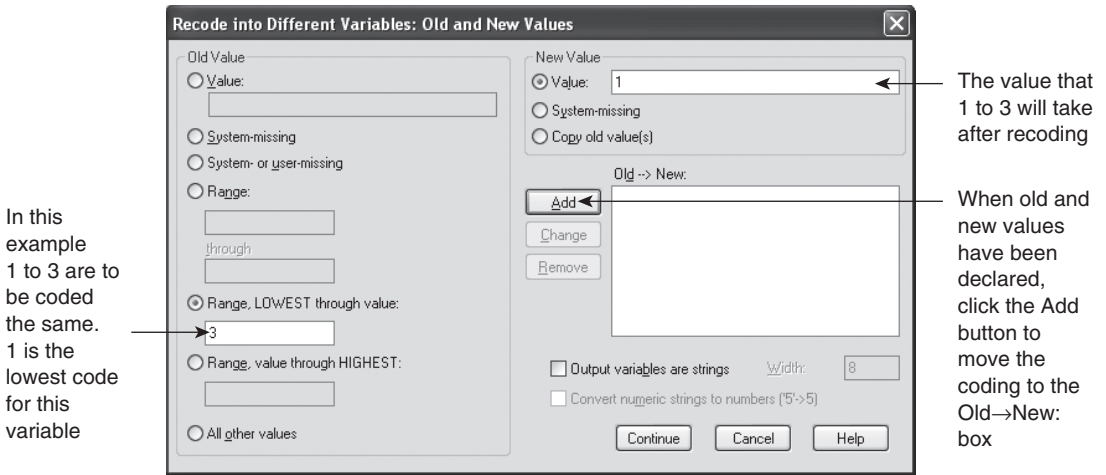 Recode into Different Variables: Old and New Values
Old Value
Value:
System-missing
System- or user-missing
Range:
through
Range, LOWEST through value:
3
Range, value through HIGHEST:
All other values
New Value
Value: 1
System-missing
Copy old value(s)
Old --> New:
Add
Change
Remove
Output variables are strings Width: 8
Convert numeric strings to numbers ('5'->5)
Continue Cancel Help
In this
example
1 to 3 are to
be coded
the same.
1 is the
lowest code
for this
variable
The value that
1 to 3 will take
after recoding
When old and
new values
have been
declared,
click the Add
button to
move the
coding to the
Old→New:
box